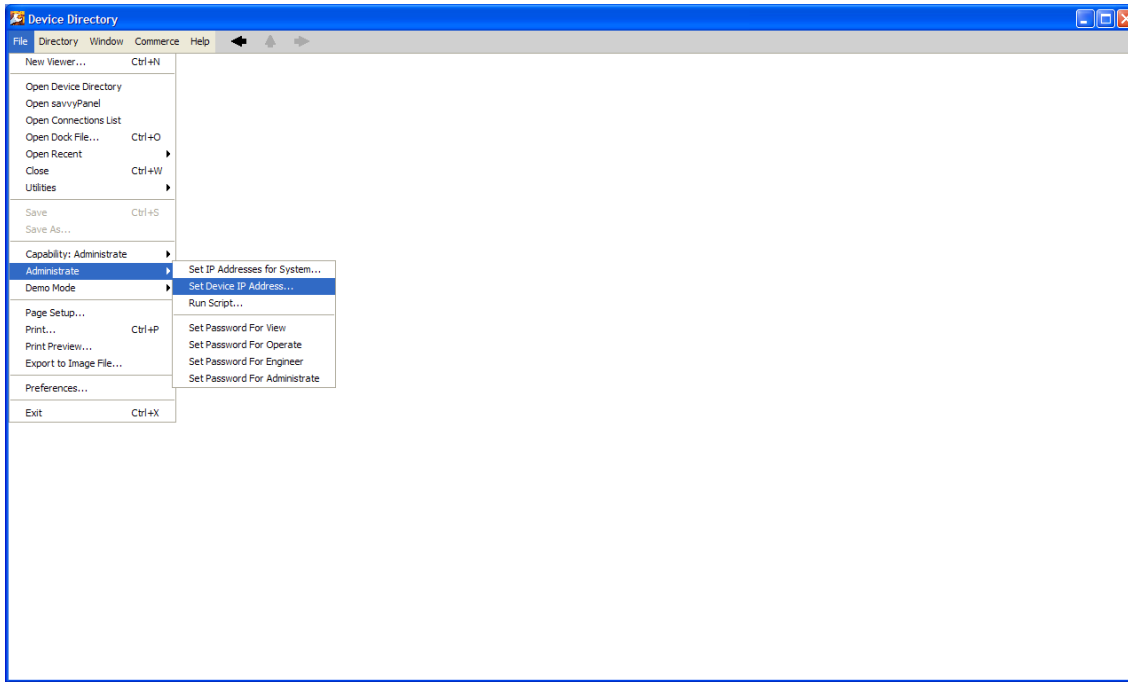 Device Directory
File Directory Window Commerce Help
New Viewer... Ctrl+N
Open Device Directory
Open savvyPanel
Open Connections List
Open Dock File... Ctrl+O
Open Recent
Close Ctrl+W
Utilities
Save Ctrl+S
Save As...
Capability: Administrate
Administrate
Demo Mode
Page Setup...
Print... Ctrl+P
Print Preview...
Export to Image File...
Preferences...
Exit Ctrl+X
Set IP Addresses for System...
Set Device IP Address...
Run Script...
Set Password For View
Set Password For Operate
Set Password For Engineer
Set Password For Administrate